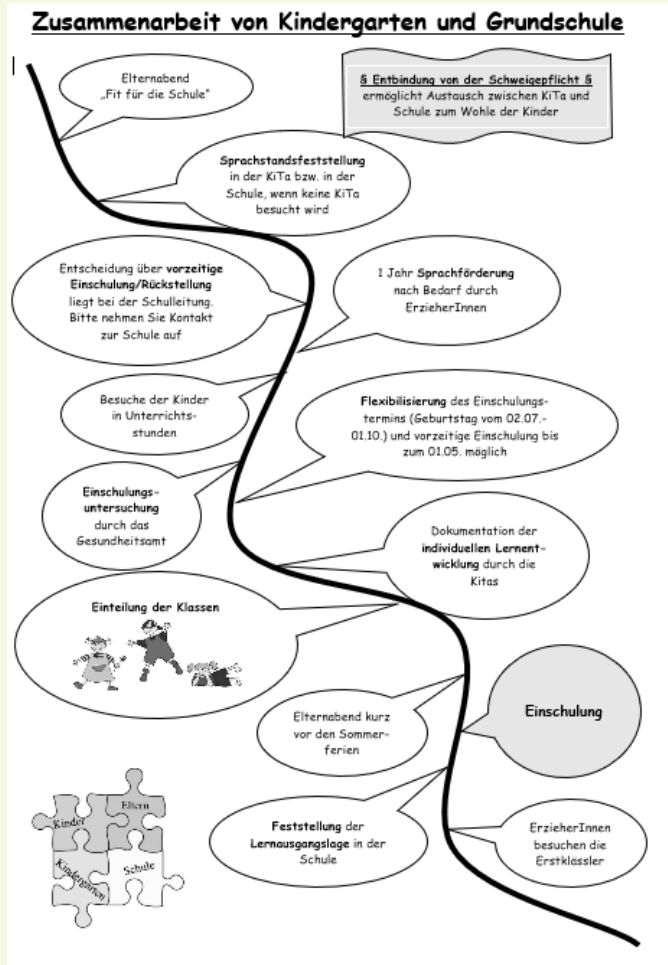 Zusammenarbeit von Kindergarten und Grundschule
Elternabend
„Fit für die Schule"
§ Entbindung von der Schweigepflicht §
ermöglicht Austausch zwischen KiTa und
Schule zum Wohle der Kinder
Sprachstandsfeststellung
in der KiTa bzw. in der
Schule, wenn keine KiTa
besucht wird
Entscheidung über vorzeitige
Einschulung/Rückstellung
liegt bei der Schulleitung.
Bitte nehmen Sie Kontakt
zur Schule auf
1 Jahr Sprachförderung
nach Bedarf durch
ErzieherInnen
Besuche der Kinder
in Unterrichts-
stunden
Flexibilisierung des Einschulungs-
termins (Geburtstag vom 02.07.-
01.10.) und vorzeitige Einschulung bis
zum 01.05. möglich
Einschulungs-
untersuchung
durch das
Gesundheitsamt
Dokumentation der
individuellen Lernent-
wicklung durch die
Kitas
Einteilung der Klassen
Einschulung
Elternabend kurz
vor den Sommer-
ferien
Feststellung der
Lernausgangslage in der
Schule
ErzieherInnen
besuchen die
Erstklässler
Kinder
Eltern
Kindergarten
Schule